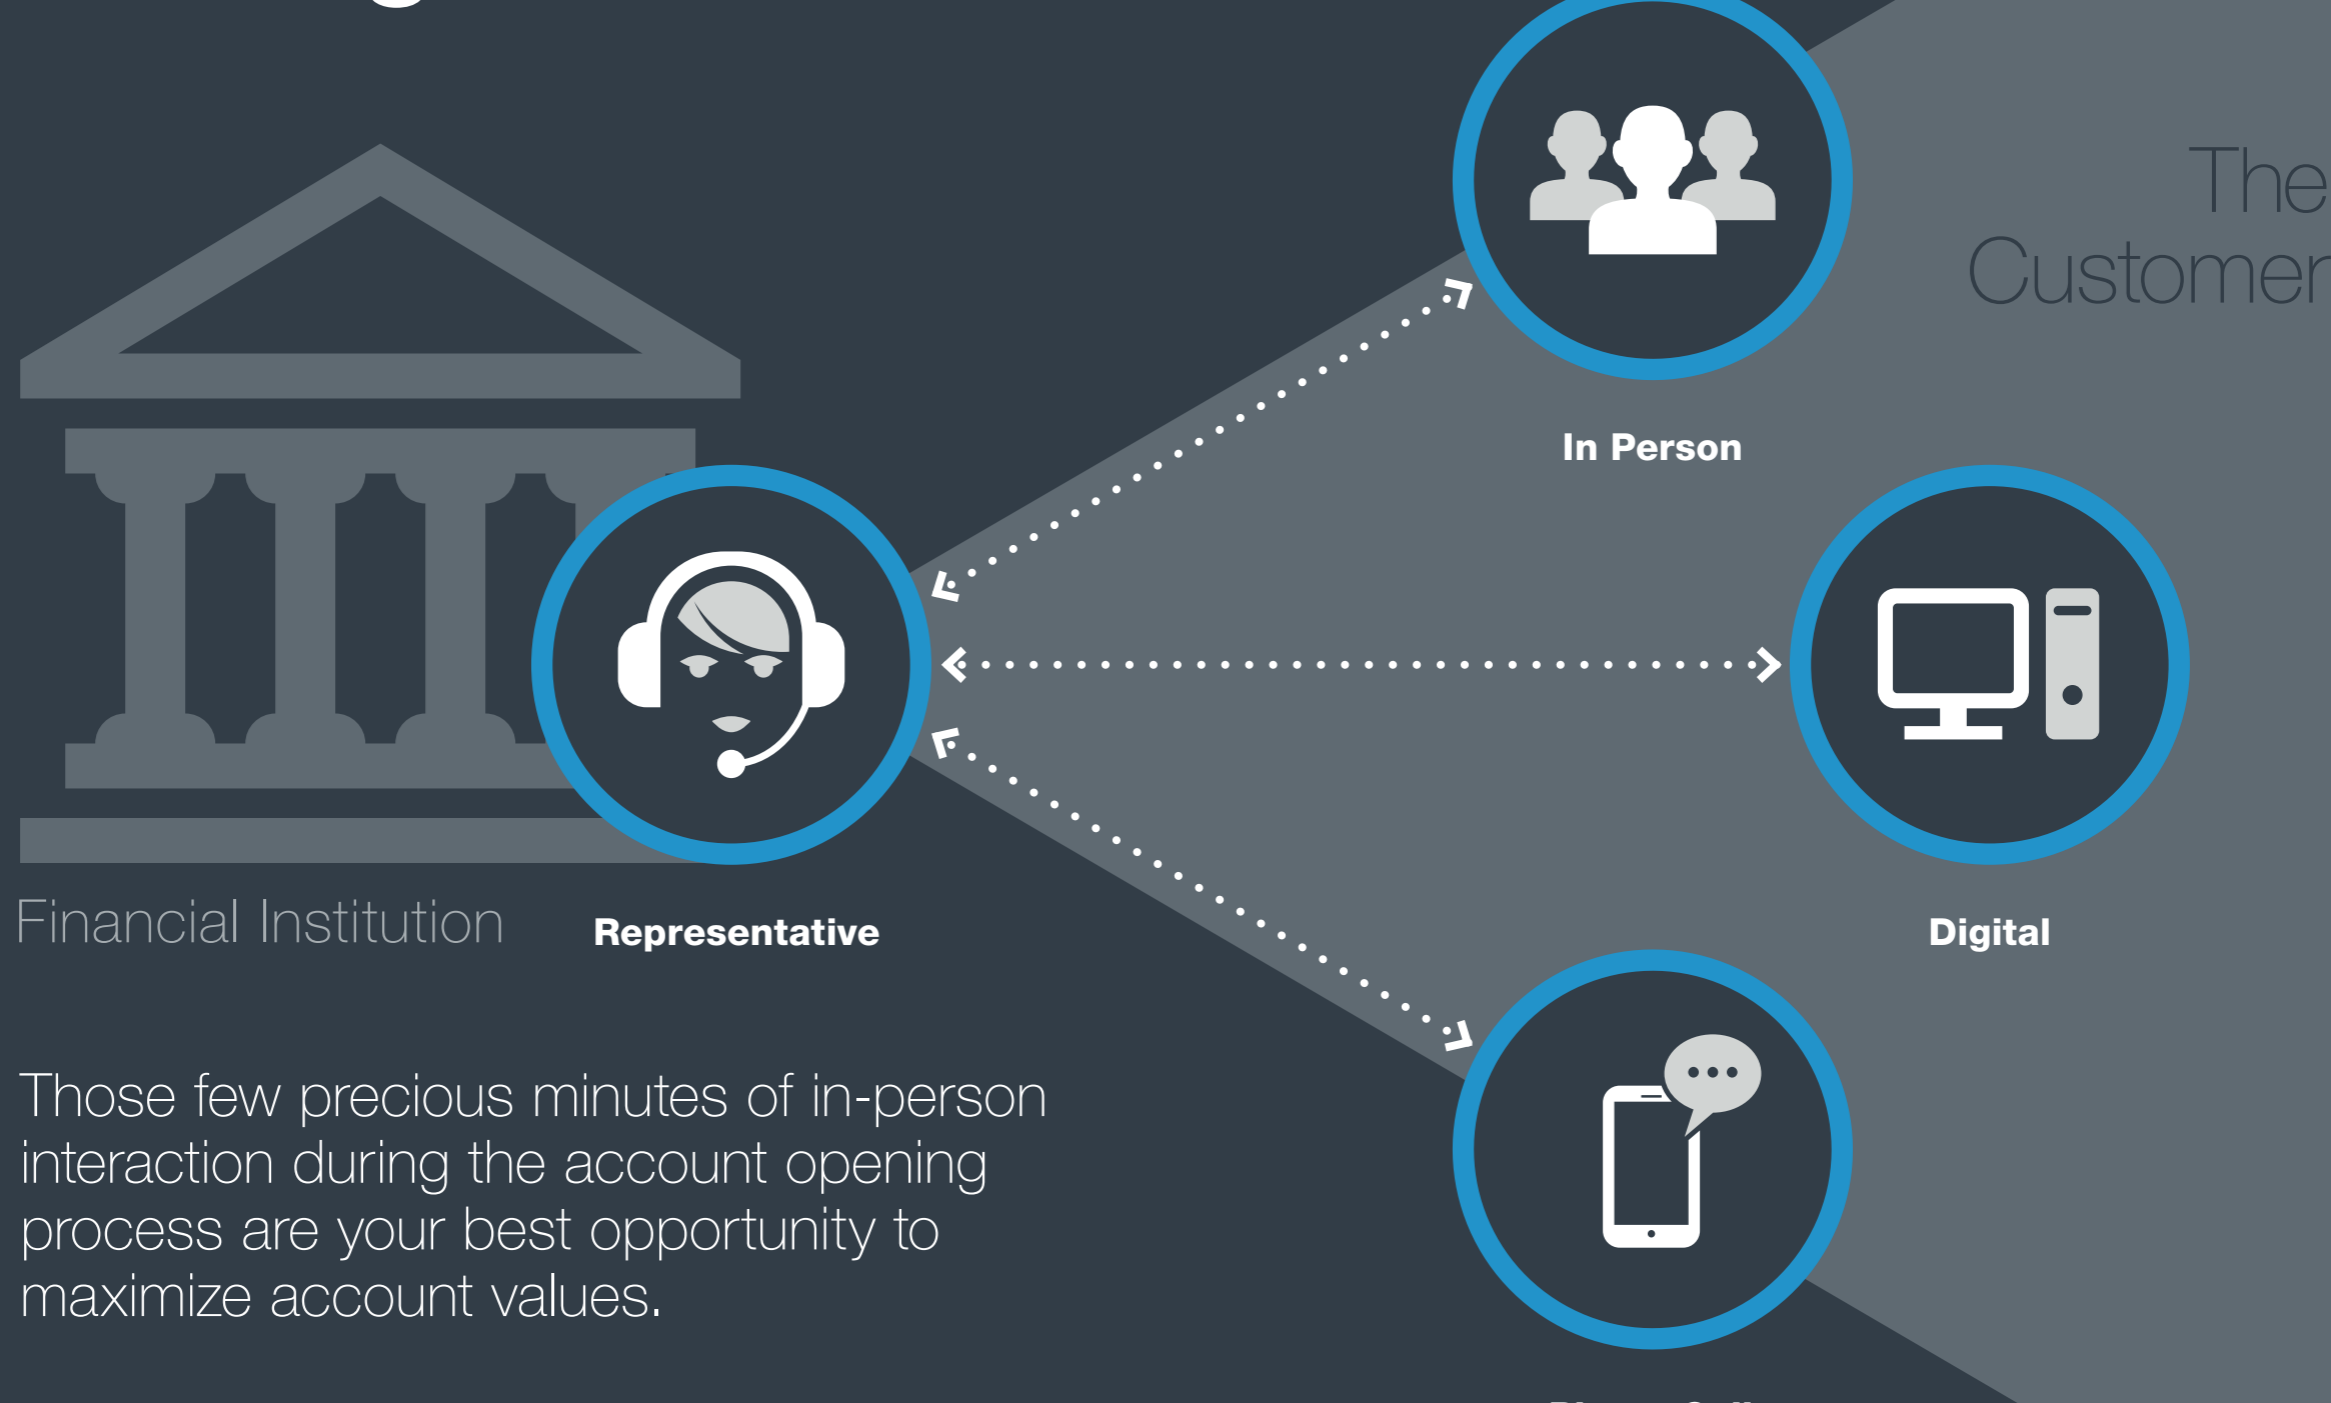 The
Customer
In Person
Financial Institution
Representative
Digital
Those few precious minutes of in-person
interaction during the account opening
process are your best opportunity to
maximize account values.